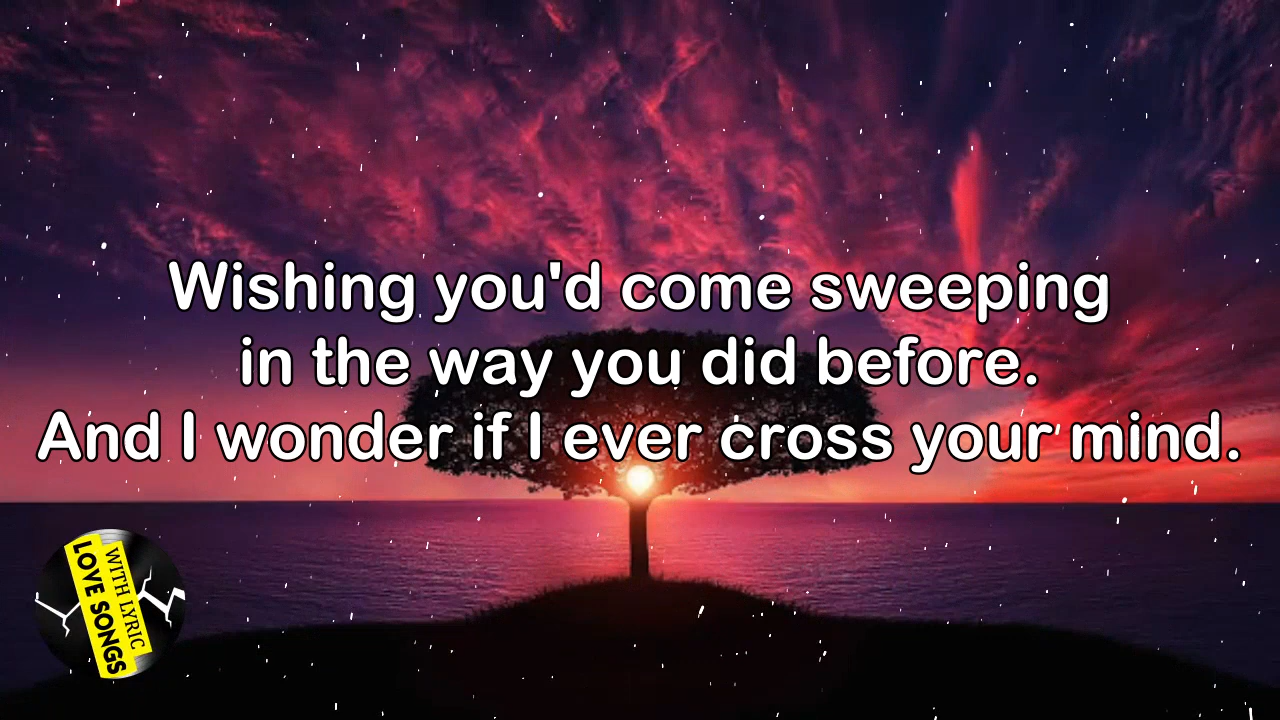 Wishing you'd come sweeping
in the way you did before.
And I wonder if I ever cross your mind.
WITH LYRIC
LOVE SONGS